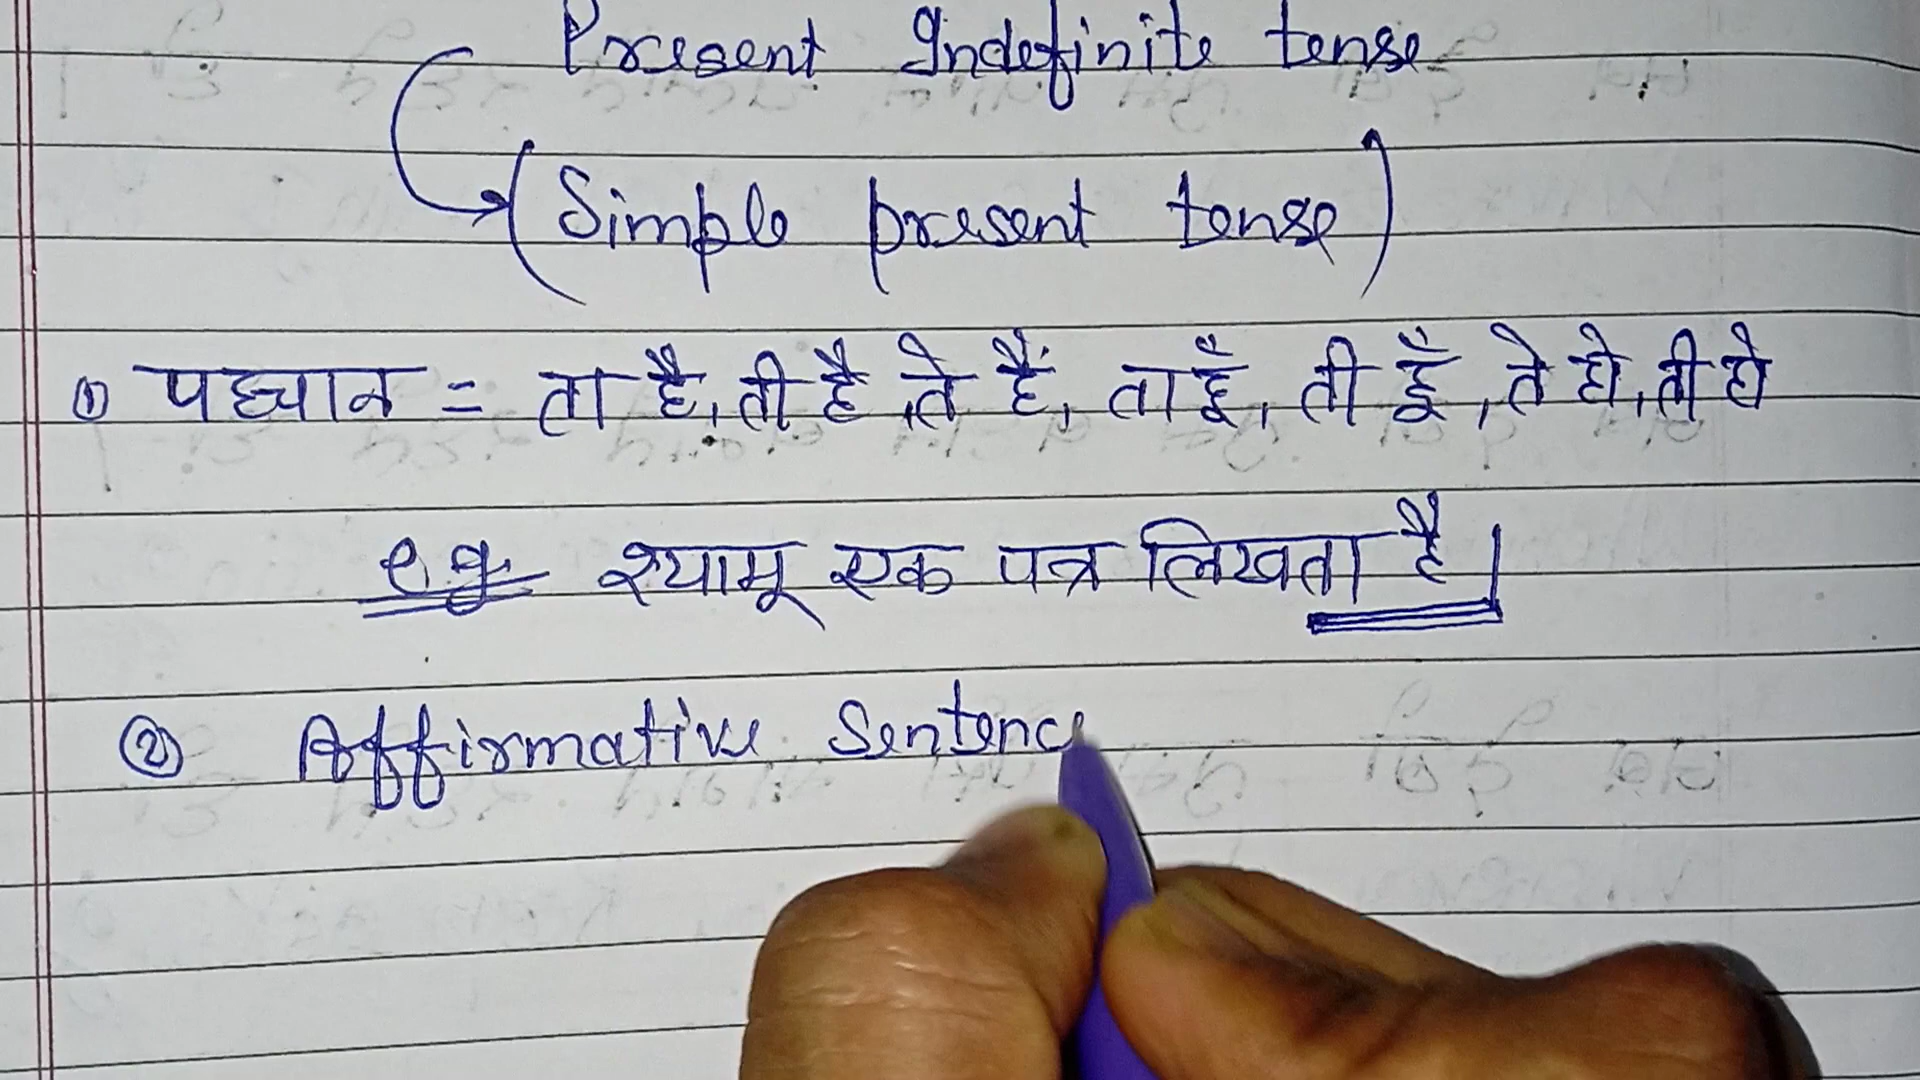 Present Indefinite tense
(Simple present tense)
① पहचान = ता है, ती है, ते हैं, ता हूँ, ती हूँ, ते हो, ती हो
e.g. श्यामू एक पत्र लिखता है।
② Affirmative Sentence